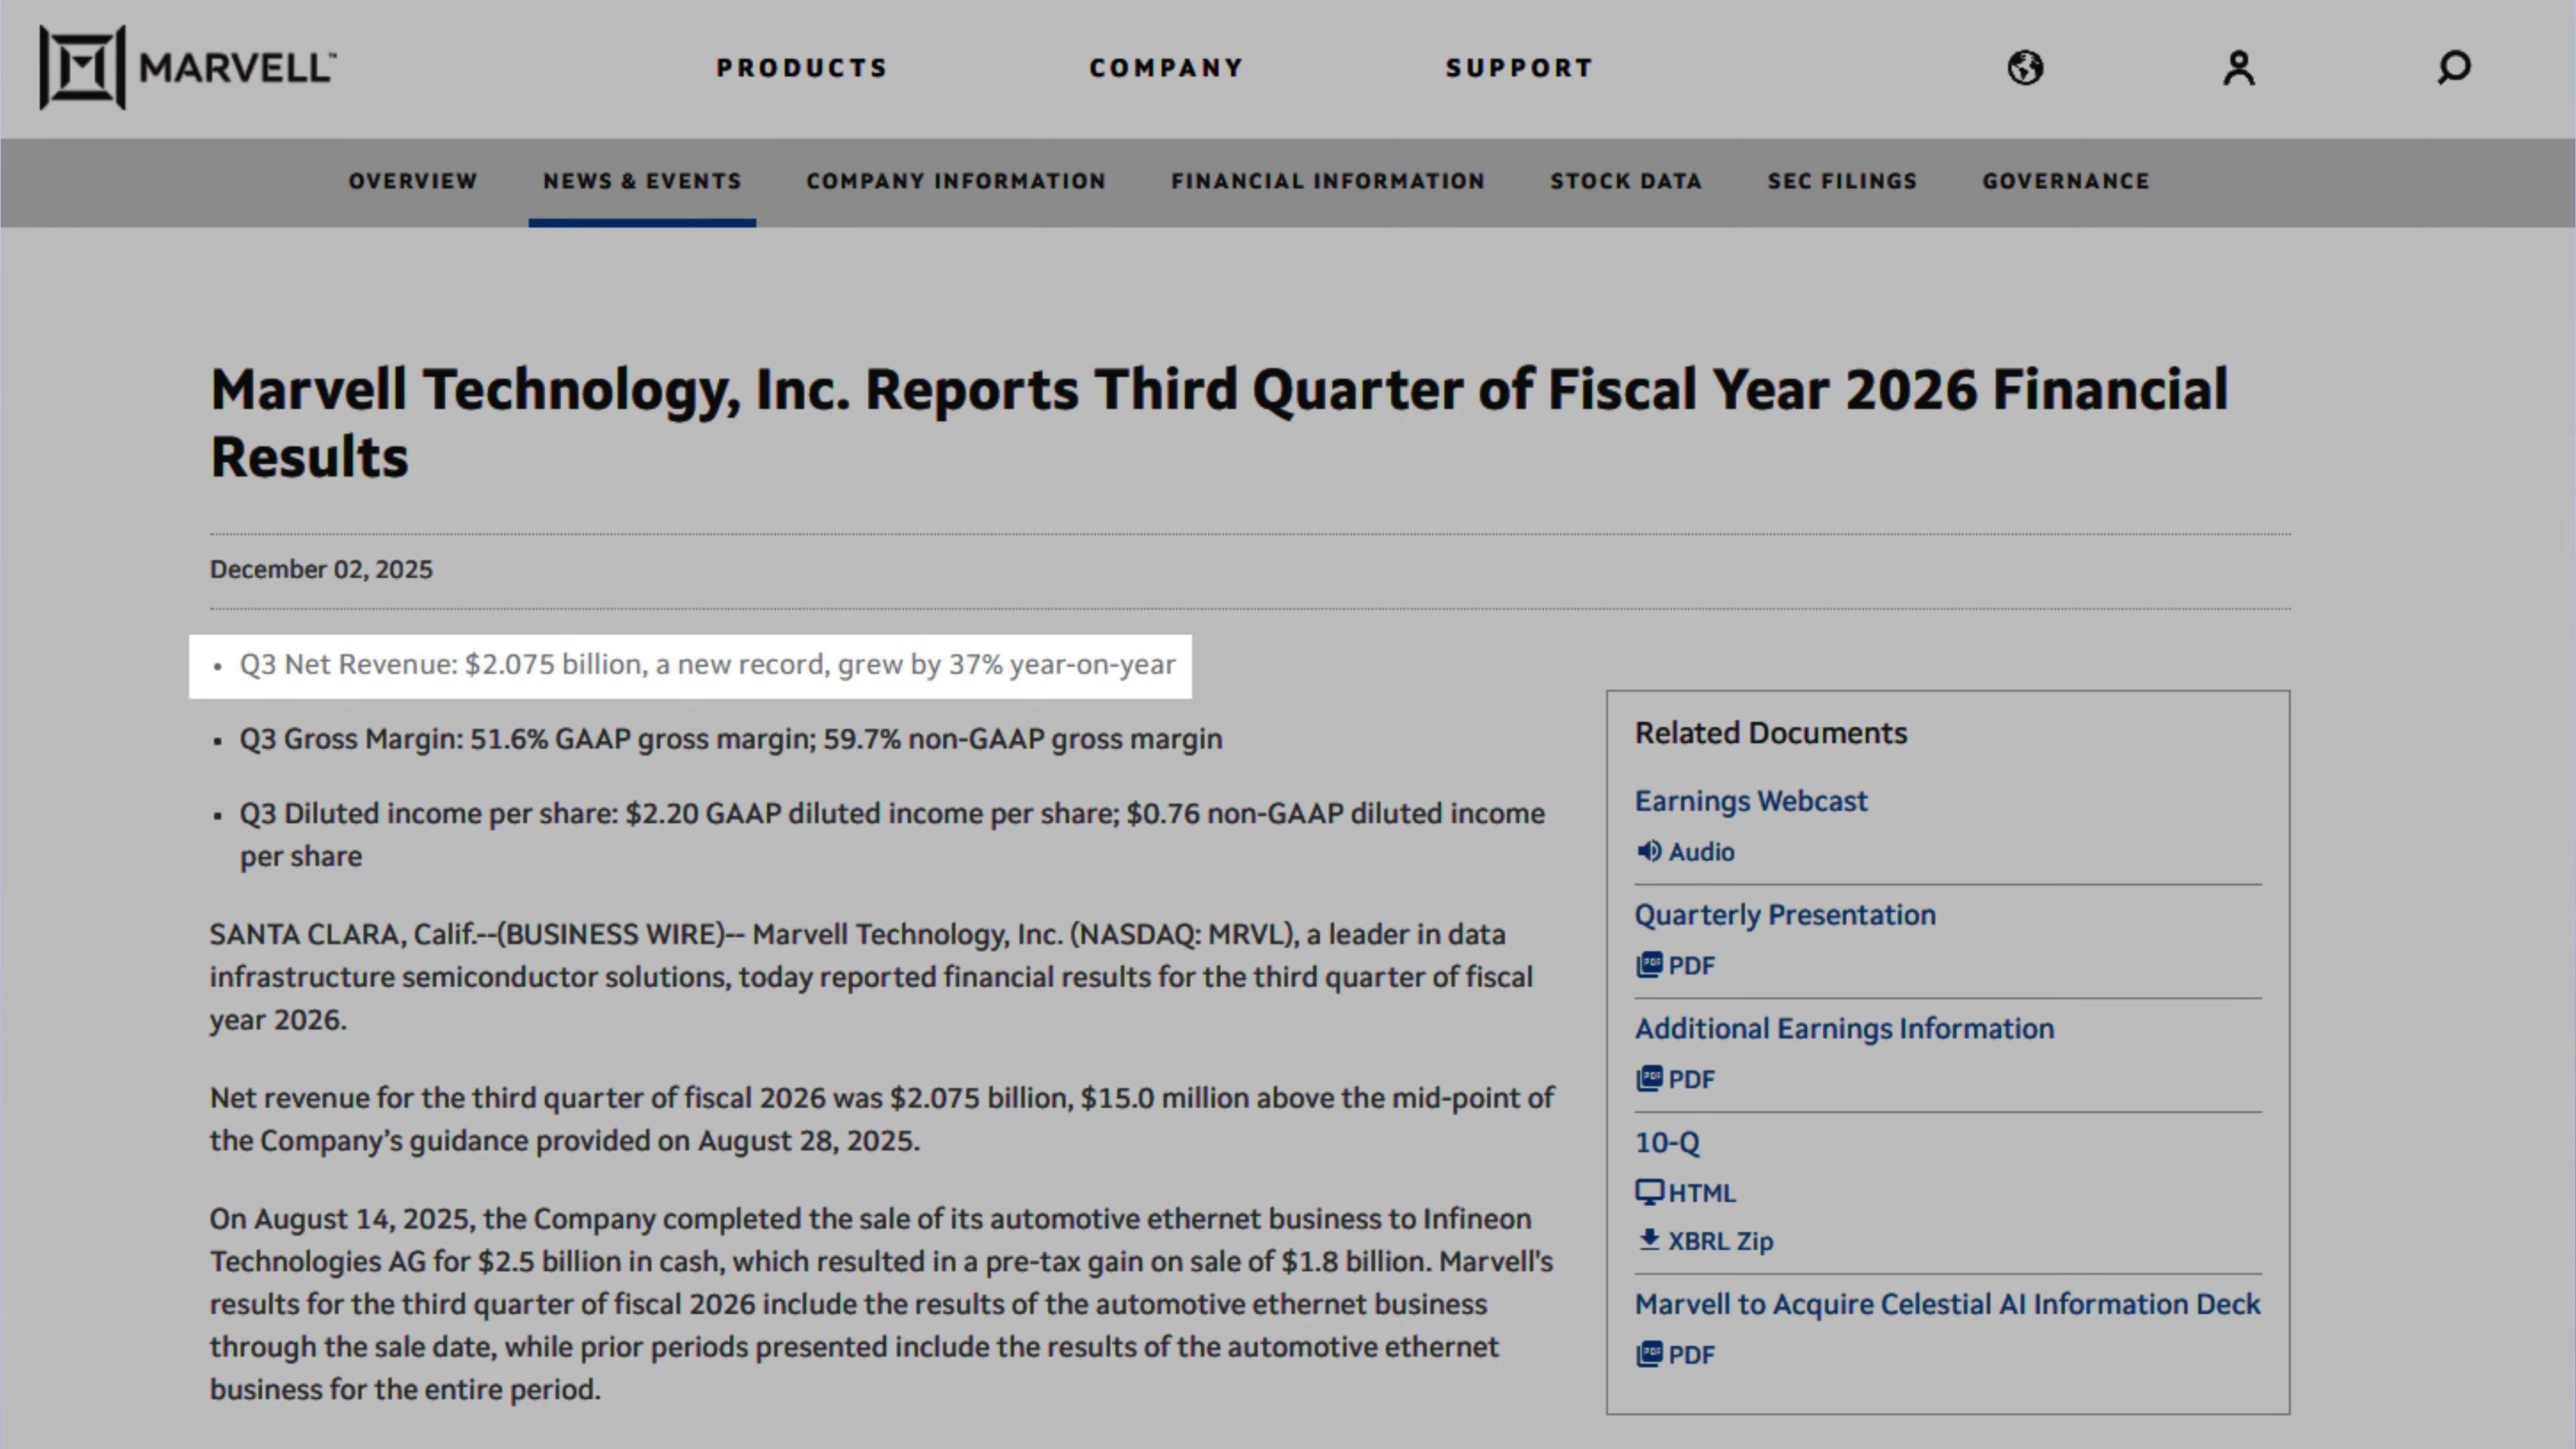 MARVELL™
PRODUCTS
COMPANY
SUPPORT
OVERVIEW
NEWS & EVENTS
COMPANY INFORMATION
FINANCIAL INFORMATION
STOCK DATA
SEC FILINGS
GOVERNANCE
Marvell Technology, Inc. Reports Third Quarter of Fiscal Year 2026 Financial
Results
December 02, 2025
• Q3 Net Revenue: $2.075 billion, a new record, grew by 37% year-on-year
• Q3 Gross Margin: 51.6% GAAP gross margin; 59.7% non-GAAP gross margin
• Q3 Diluted income per share: $2.20 GAAP diluted income per share; $0.76 non-GAAP diluted income
per share
SANTA CLARA, Calif.--(BUSINESS WIRE)-- Marvell Technology, Inc. (NASDAQ: MRVL), a leader in data
infrastructure semiconductor solutions, today reported financial results for the third quarter of fiscal
year 2026.
Net revenue for the third quarter of fiscal 2026 was $2.075 billion, $15.0 million above the mid-point of
the Company’s guidance provided on August 28, 2025.
On August 14, 2025, the Company completed the sale of its automotive ethernet business to Infineon
Technologies AG for $2.5 billion in cash, which resulted in a pre-tax gain on sale of $1.8 billion. Marvell's
results for the third quarter of fiscal 2026 include the results of the automotive ethernet business
through the sale date, while prior periods presented include the results of the automotive ethernet
business for the entire period.
Related Documents
Earnings Webcast
Audio
Quarterly Presentation
PDF PDF
Additional Earnings Information
PDF PDF
10-Q
HTML
XBRL Zip
Marvell to Acquire Celestial AI Information Deck
PDF PDF